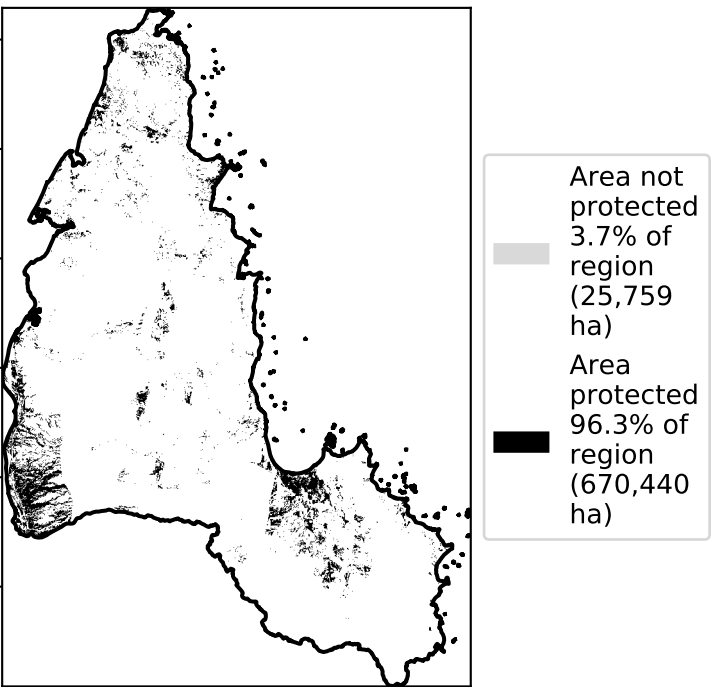 Area not
protected
3.7% of
region
(25,759
ha)
Area
protected
96.3% of
region
(670,440
ha)